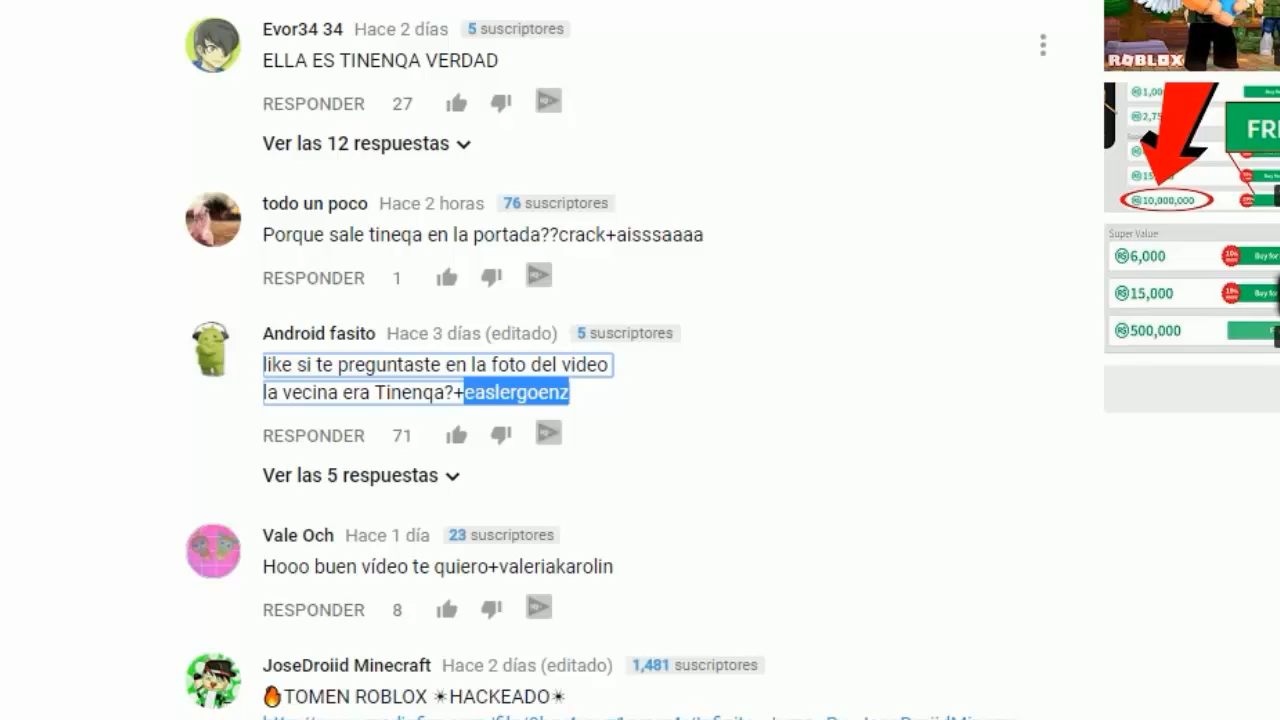 Evor34 34 Hace 2 días 5 suscriptores
ELLA ES TINENQA VERDAD
RESPONDER 27
Ver las 12 respuestas
todo un poco Hace 2 horas 76 suscriptores
Porque sale tineqa en la portada??crack+aisssaaaa
RESPONDER 1
Android fasito Hace 3 días (editado) 5 suscriptores
like si te preguntaste en la foto del video
la vecina era Tinenqa?+easlergoenz
RESPONDER 71
Ver las 5 respuestas
Vale Och Hace 1 día 23 suscriptores
Hooo buen vídeo te quiero+valeriakarolin
RESPONDER 8
JoseDroiid Minecraft Hace 2 días (editado) 1,481 suscriptores
🔥TOMEN ROBLOX ✴HACKEADO✴
ROBLOX
10,000,000
Super Value
6,000 Buy for
15,000 Buy for
500,000